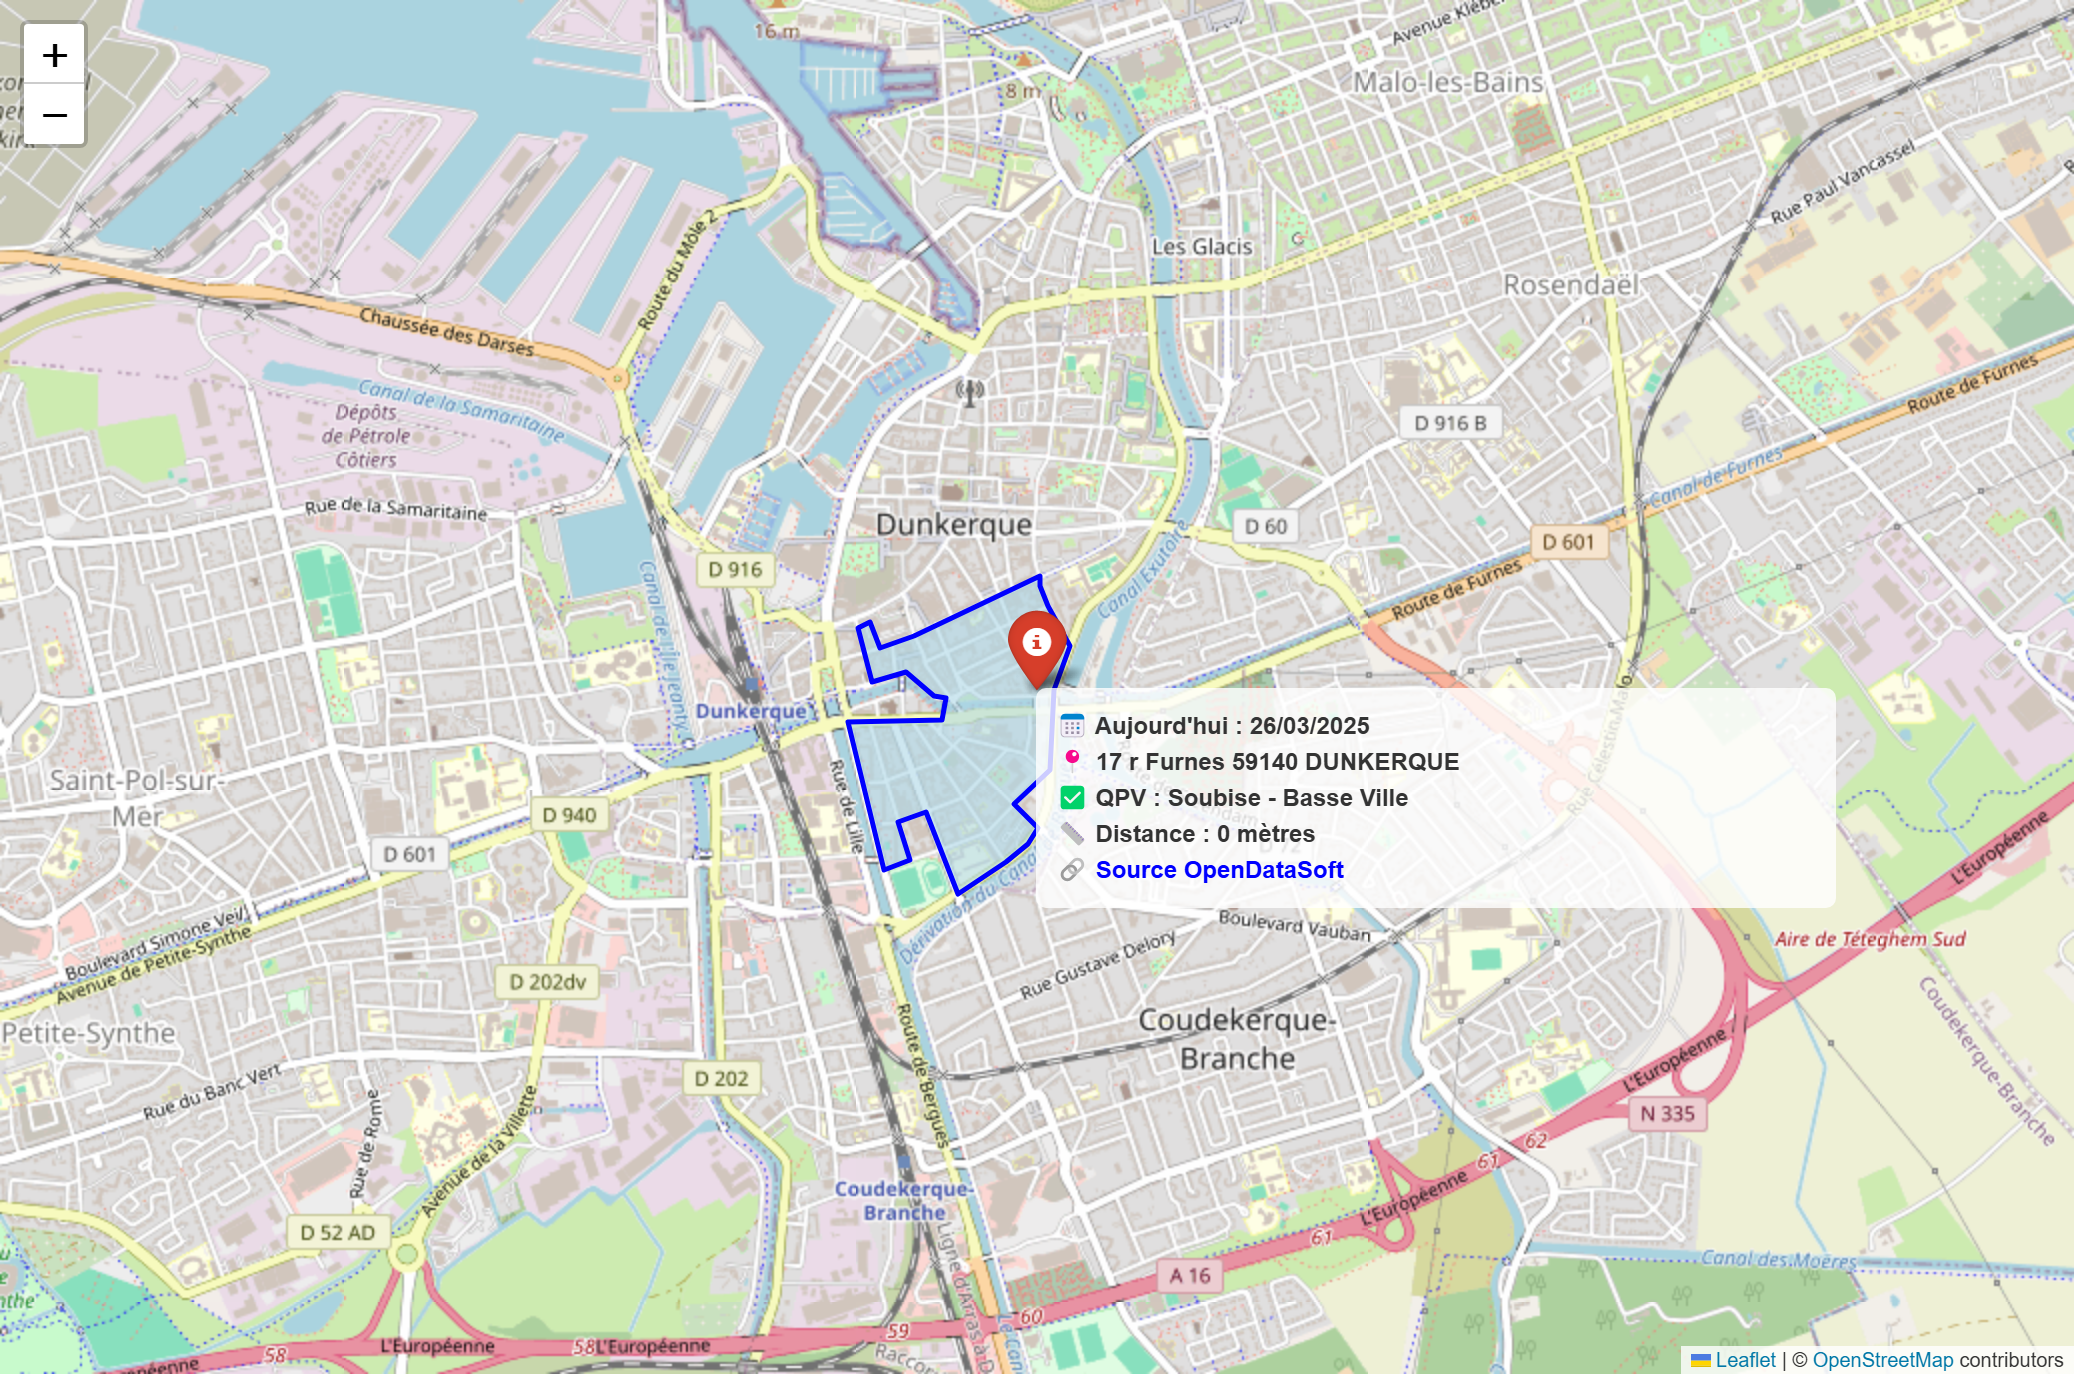 +
−
16 m
8 m
Avenue Kléber
Malo-les-Bains
Rue Paul Vancassel
Route du Môle 2
Les Glacis
Rosendaël
Chaussée des Darses
Canal de la Samaritaine
Dépôts
de Pétrole
Côtiers
Route de Furnes
D 916 B
Canal de Furnes
Rue de la Samaritaine
Dunkerque
D 60
D 601
D 916
Canal Exutoire
Route de Furnes
Canal de l'Île Jeanty
Dunkerque
Aujourd'hui : 26/03/2025
17 r Furnes 59140 DUNKERQUE
QPV : Soubise - Basse Ville
Distance : 0 mètres
Source OpenDataSoft
Saint-Pol-sur-
Mer
Rue de Lille
D 940
D 601
L'Européenne
Boulevard Simone Veil
Avenue de Petite-Synthe
Dérivation du Canal
Boulevard Vauban
Rue Gustave Delory
Aire de Téteghem Sud
D 202dv
Petite-Synthe
Coudekerque-
Branche
Coudekerque-Branche
Route de Bergues
L'Européenne
D 202
Rue du Banc Vert
Rue de Rome
Avenue de la Villette
N 335
62
61
L'Européenne
Coudekerque-
Branche
D 52 AD
61
Canal des Moëres
A 16
60
59
58
L'Européenne
58
L'Européenne
Leaflet | © OpenStreetMap contributors